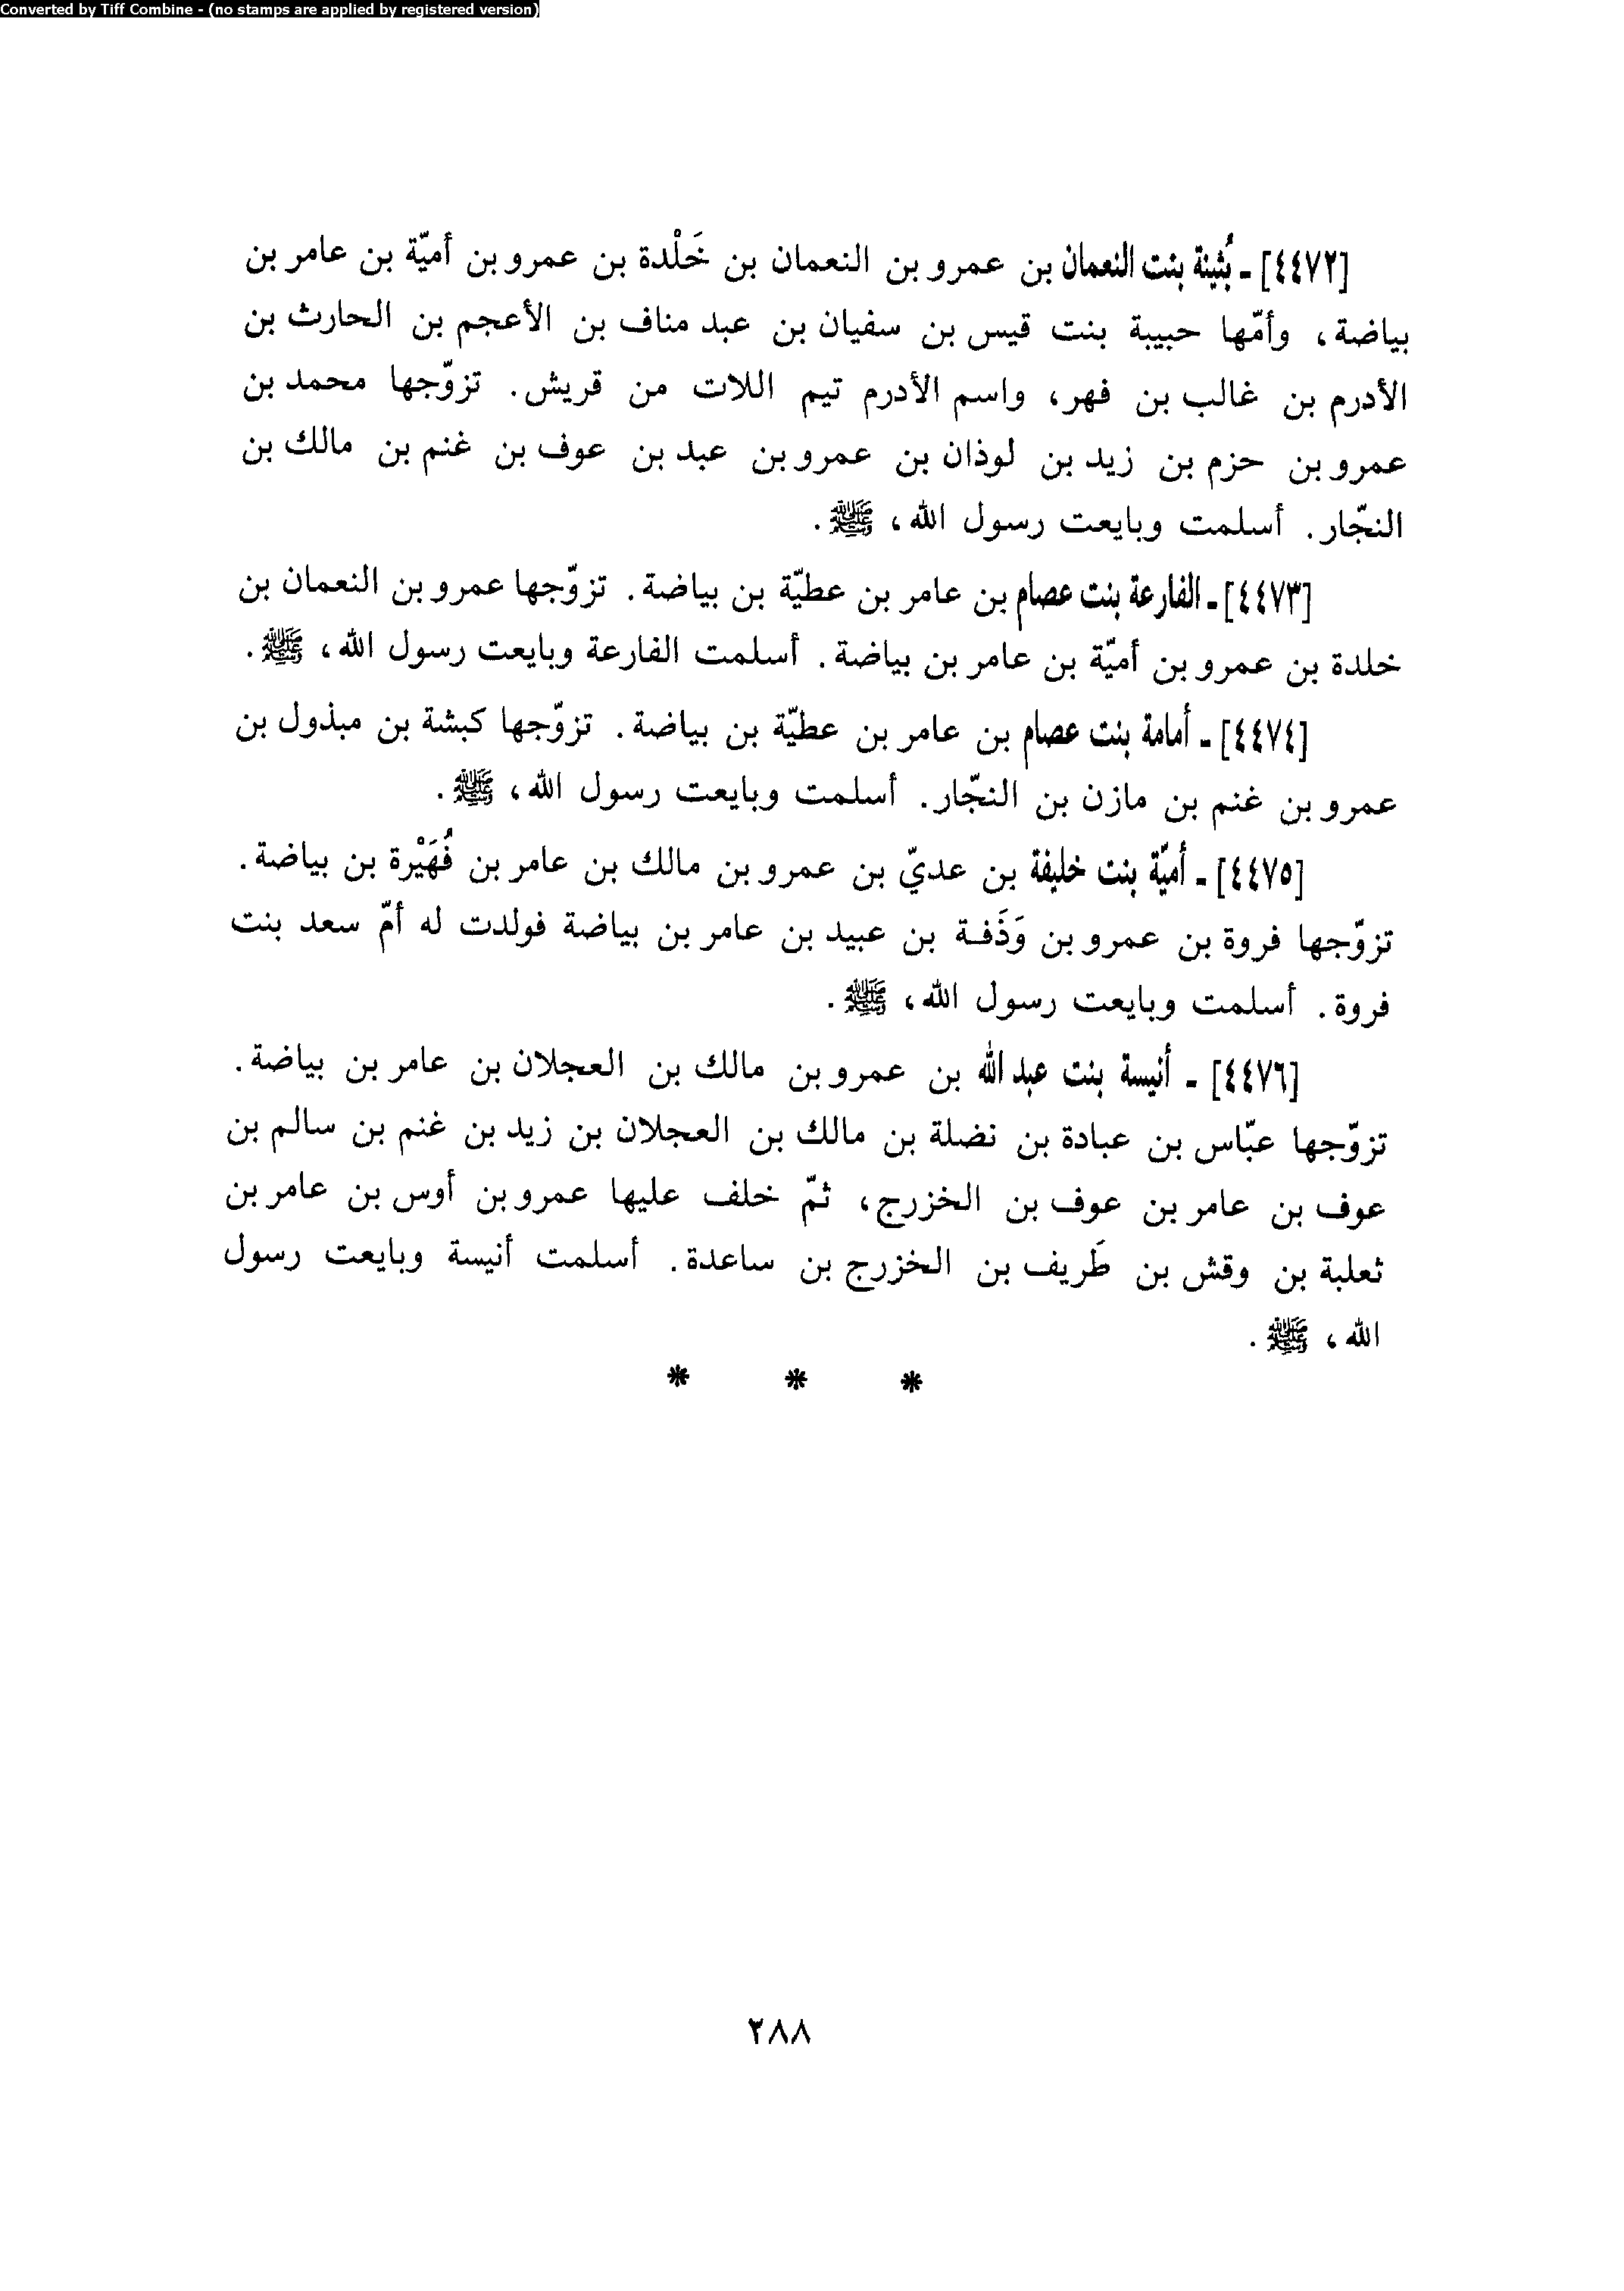 Converted by Tiff Combine - (no stamps are applied by registered version)
[٤٤٧٢] ـ بُثينة بنت النعمان بن عمرو بن النعمان بن خَلْدة بن عمرو بن أميّة بن عامر بن
بياضة، وأمّها حبيبة بنت قيس بن سفيان بن عبد مناف بن الأعجم بن الحارث بن
الأدرم بن غالب بن فهر، واسم الأدرم تيم اللات من قريش. تزوّجها محمد بن
عمرو بن حزم بن زيد بن لوذان بن عمرو بن عبد بن عوف بن غنم بن مالك بن
النجّار. أسلمت وبايعت رسول الله، ﷺ.
[٤٤٧٣] ـ الفارعة بنت عصام بن عامر بن عطيّة بن بياضة. تزوّجها عمرو بن النعمان بن
خلدة بن عمرو بن أميّة بن عامر بن بياضة. أسلمت الفارعة وبايعت رسول الله، ﷺ.
[٤٤٧٤] ـ أمامة بنت عصام بن عامر بن عطيّة بن بياضة. تزوّجها كبشة بن مبذول بن
عمرو بن غنم بن مازن بن النجّار. أسلمت وبايعت رسول الله، ﷺ.
[٤٤٧٥] ـ أميّة بنت خليفة بن عديّ بن عمرو بن مالك بن عامر بن فُهَيْرة بن بياضة.
تزوّجها فروة بن عمرو بن وَذَفة بن عبيد بن عامر بن بياضة فولدت له أمّ سعد بنت
فروة. أسلمت وبايعت رسول الله، ﷺ.
[٤٤٧٦] ـ أنيسة بنت عبد الله بن عمرو بن مالك بن العجلان بن عامر بن بياضة.
تزوّجها عبّاس بن عبادة بن نضلة بن مالك بن العجلان بن زيد بن غنم بن سالم بن
عوف بن عامر بن عوف بن الخزرج، ثمّ خلف عليها عمرو بن أوس بن عامر بن
ثعلبة بن وقش بن طَريف بن الخزرج بن ساعدة. أسلمت أنيسة وبايعت رسول
الله، ﷺ.
* * *
٢٨٨